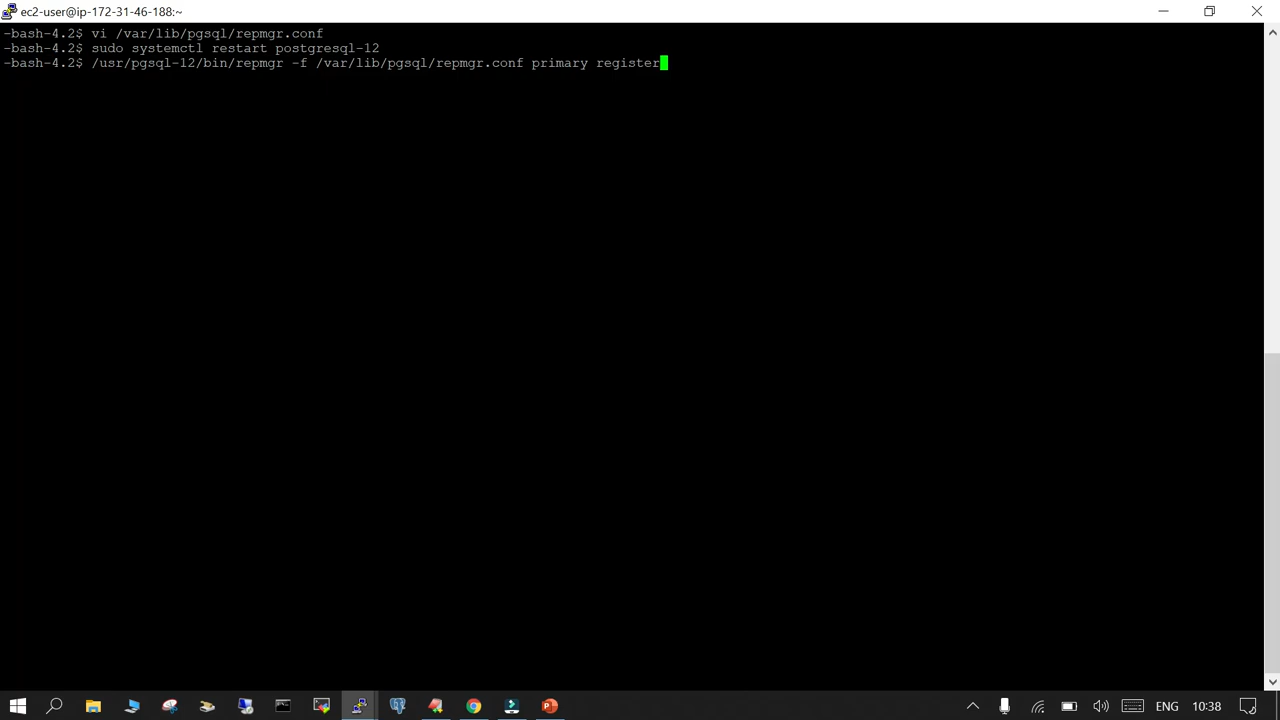 ec2-user@ip-172-31-46-188:~
-bash-4.2$ vi /var/lib/pgsql/repmgr.conf
-bash-4.2$ sudo systemctl restart postgresql-12
-bash-4.2$ /usr/pgsql-12/bin/repmgr -f /var/lib/pgsql/repmgr.conf primary register
ENG
10:38